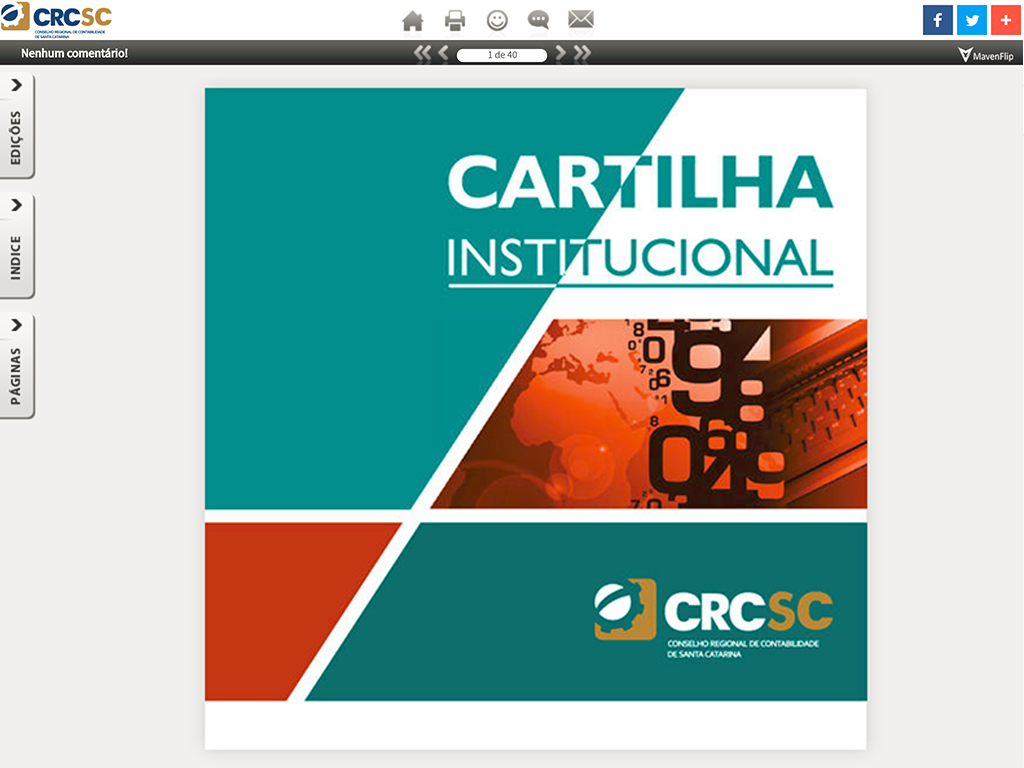 CRCSC
CONSELHO REGIONAL DE CONTABILIDADE
DE SANTA CATARINA
Nenhum comentário!
1 de 40
MavenFlip
EDIÇÕES
INDICE
PÁGINAS
CARTILHA
INSTITUCIONAL
CRCSC
CONSELHO REGIONAL DE CONTABILIDADE
DE SANTA CATARINA